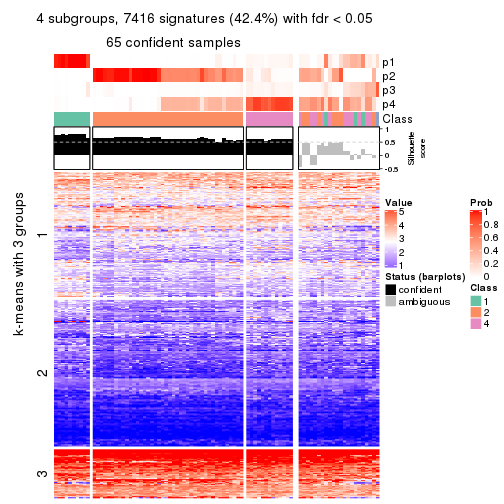 4 subgroups, 7416 signatures (42.4%) with fdr < 0.05
65 confident samples
p1
p2
p3
p4
Class
1
0.5
0
-0.5
Silhouette
score
k-means with 3 groups
1
2
3
Value
5
4
3
2
1
Status (barplots)
confident
ambiguous
Prob
1
0.8
0.6
0.4
0.2
0
Class
1
2
4